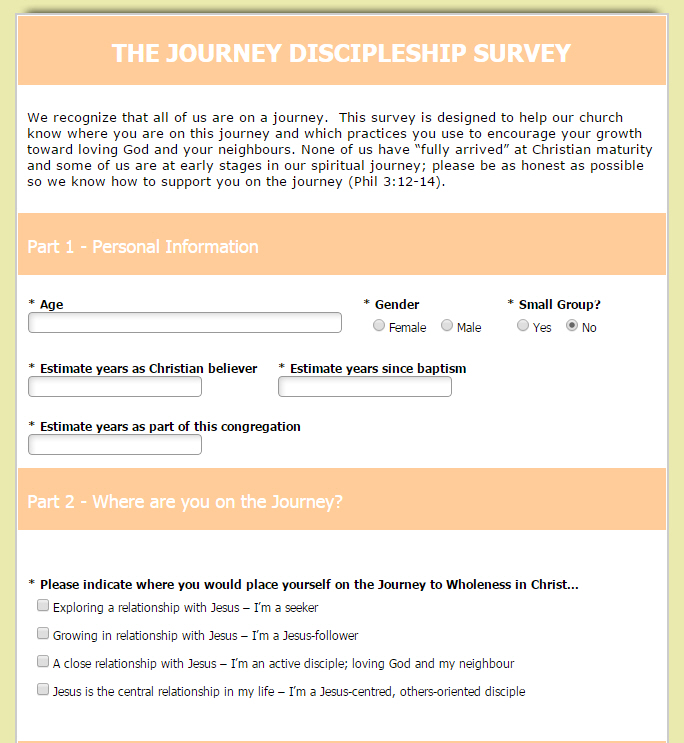 THE JOURNEY DISCIPLESHIP SURVEY
We recognize that all of us are on a journey.  This survey is designed to help our church
know where you are on this journey and which practices you use to encourage your growth
toward loving God and your neighbours. None of us have “fully arrived” at Christian maturity
and some of us are at early stages in our spiritual journey; please be as honest as possible
so we know how to support you on the journey (Phil 3:12-14).
Part 1 - Personal Information
* Age * Gender * Small Group?
Female Male Yes No
* Estimate years as Christian believer * Estimate years since baptism
* Estimate years as part of this congregation
Part 2 - Where are you on the Journey?
* Please indicate where you would place yourself on the Journey to Wholeness in Christ...
Exploring a relationship with Jesus – I’m a seeker
Growing in relationship with Jesus – I’m a Jesus-follower
A close relationship with Jesus – I’m an active disciple; loving God and my neighbour
Jesus is the central relationship in my life – I’m a Jesus-centred, others-oriented disciple